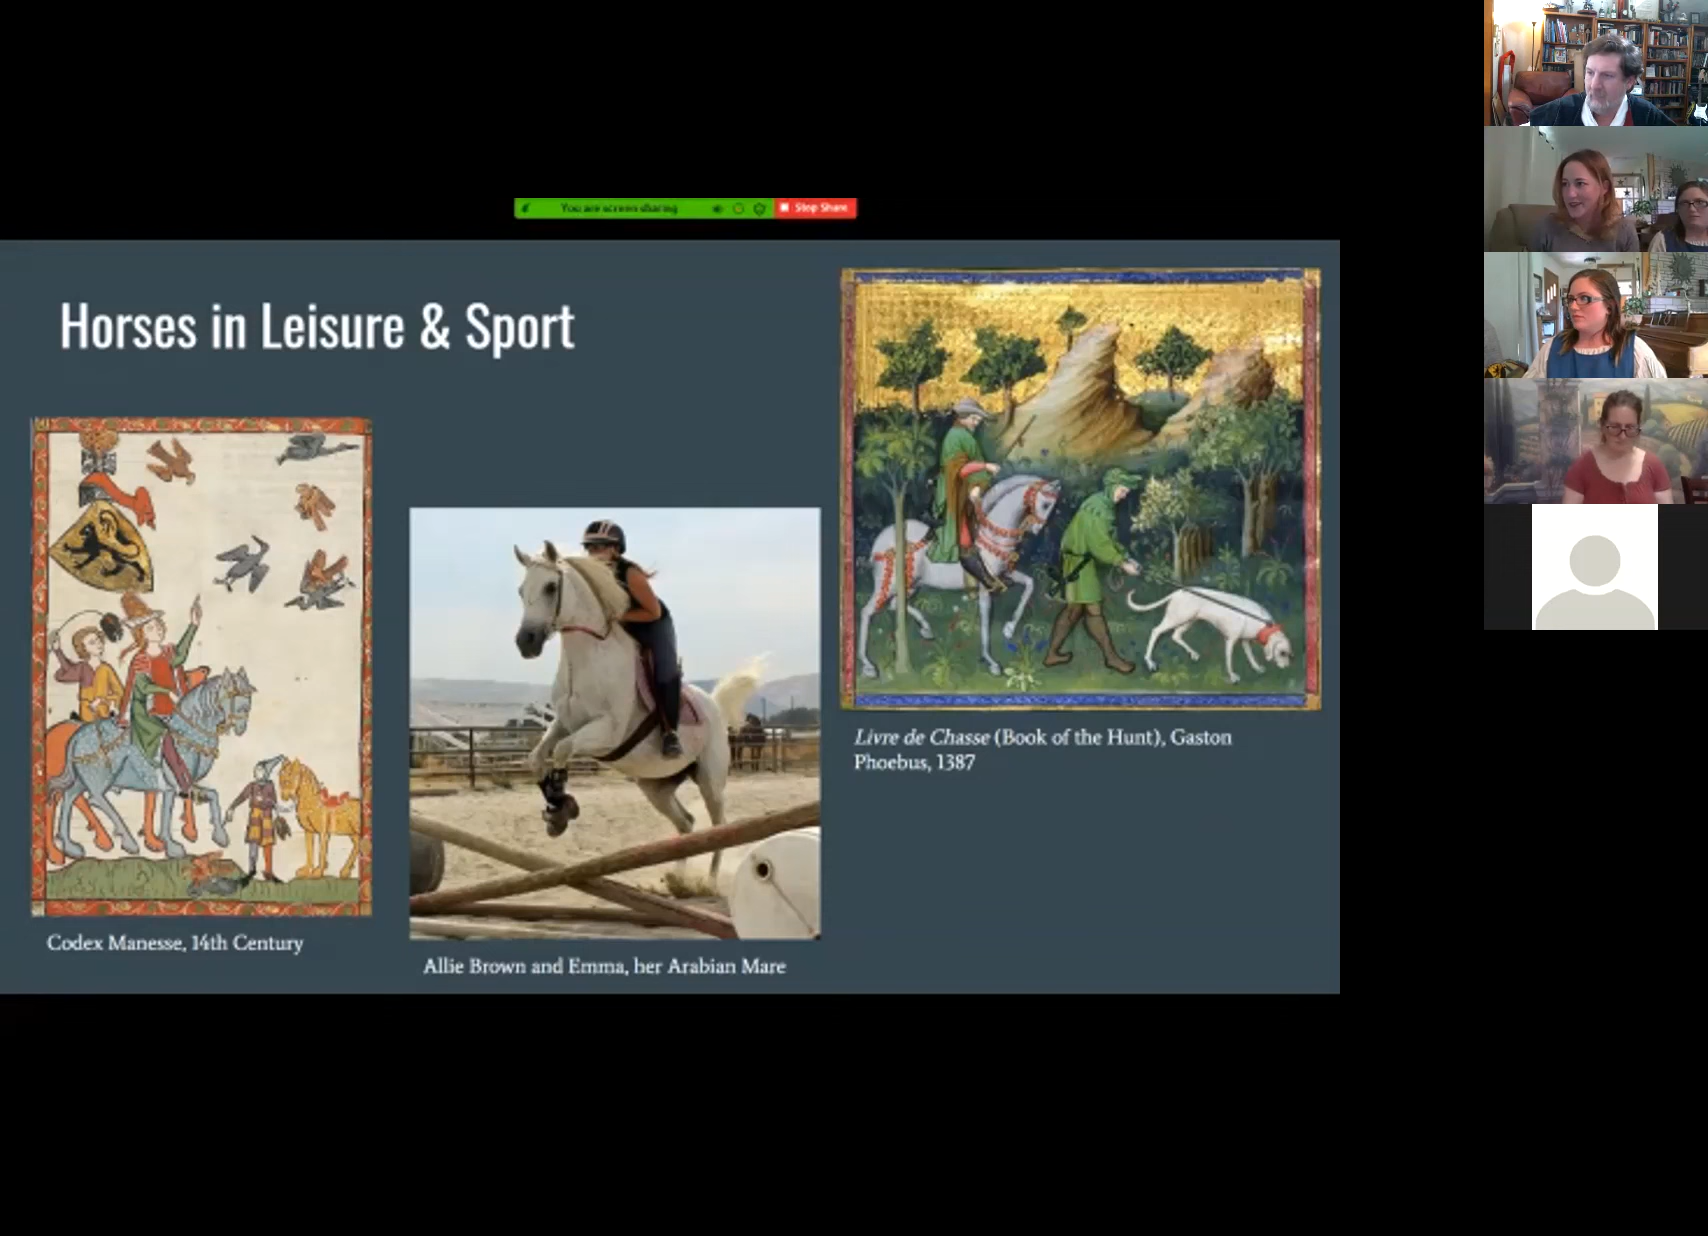 You are screen sharing
Stop Share
Horses in Leisure & Sport
Livre de Chasse (Book of the Hunt), Gaston
Phoebus, 1387
Codex Manesse, 14th Century
Allie Brown and Emma, her Arabian Mare